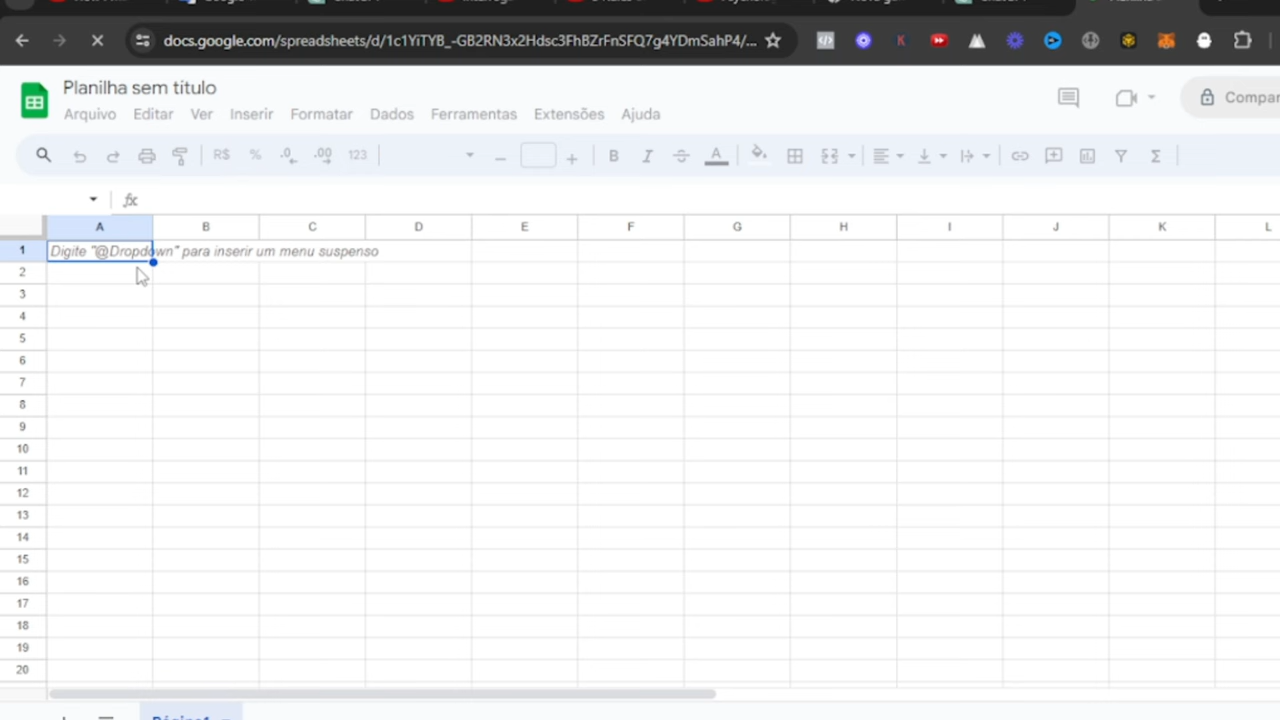 docs.google.com/spreadsheets/d/1c1YiTYB_-GB2RN3x2Hdsc3FhBZrFnSFQ7g4YDmSahP4/...
Planilha sem título
Arquivo Editar Ver Inserir Formatar Dados Ferramentas Extensões Ajuda
Compar
R$ % .0 .00 123 B I A Σ
fx
A B C D E F G H I J K L
1 Digite "@Dropdown" para inserir um menu suspenso
2
3
4
5
6
7
8
9
10
11
12
13
14
15
16
17
18
19
20
Página1